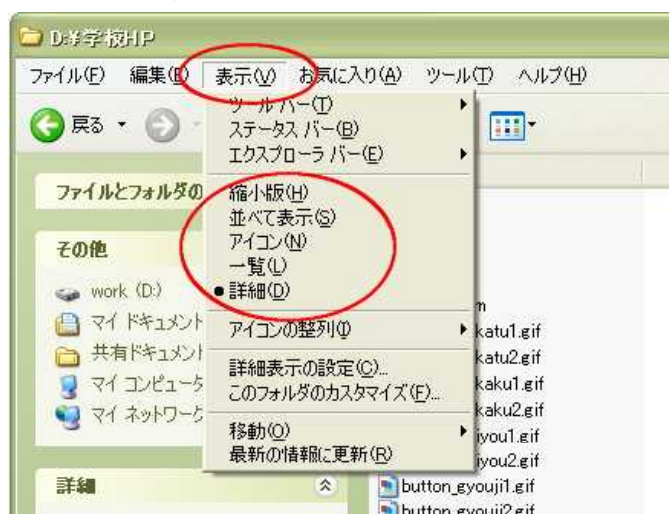 D:¥学校HP
ファイル(F) 編集(E) 表示(V) お気に入り(A) ツール(T) ヘルプ(H)
戻る
ツール バー(T)
ステータス バー(B)
エクスプローラ バー(E)
縮小版(H)
並べて表示(S)
アイコン(N)
一覧(L)
詳細(D)
アイコンの整列(I)
詳細表示の設定(C)...
このフォルダのカスタマイズ(F)...
移動(O)
最新の情報に更新(R)
ファイルとフォルダの
その他
work (D:)
マイ ドキュメント
共有ドキュメント
マイ コンピュータ
マイ ネットワーク
詳細
katu1.gif
katu2.gif
kaku1.gif
kaku2.gif
iyou1.gif
iyou2.gif
button_gyouji1.gif
button_gyouji2.gif